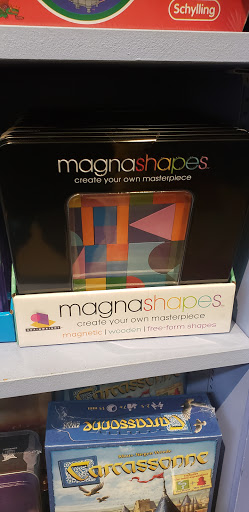 Schylling
magnashapes
create your own masterpiece
magnashapes
create your own masterpiece
magnetic | wooden | free-form shapes
Carcassonne
Carcassonne